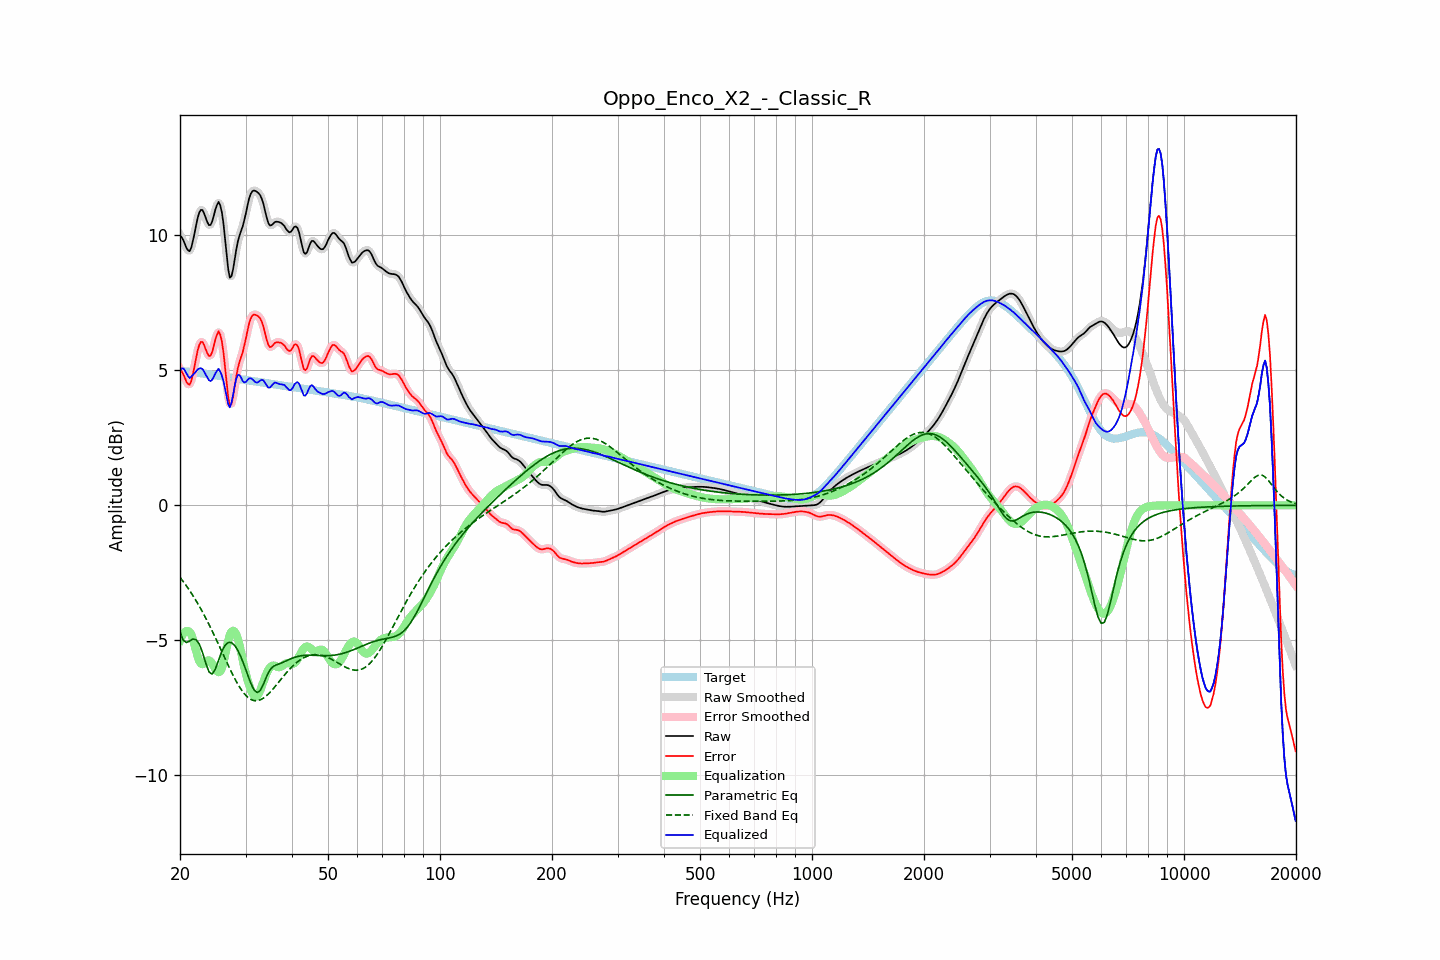 Oppo_Enco_X2_-_Classic_R
Amplitude (dBr)
10
5
0
−5
−10
Target
Raw Smoothed
Error Smoothed
Raw
Error
Equalization
Parametric Eq
Fixed Band Eq
Equalized
20
50
100
200
500
1000
2000
5000
10000
20000
Frequency (Hz)